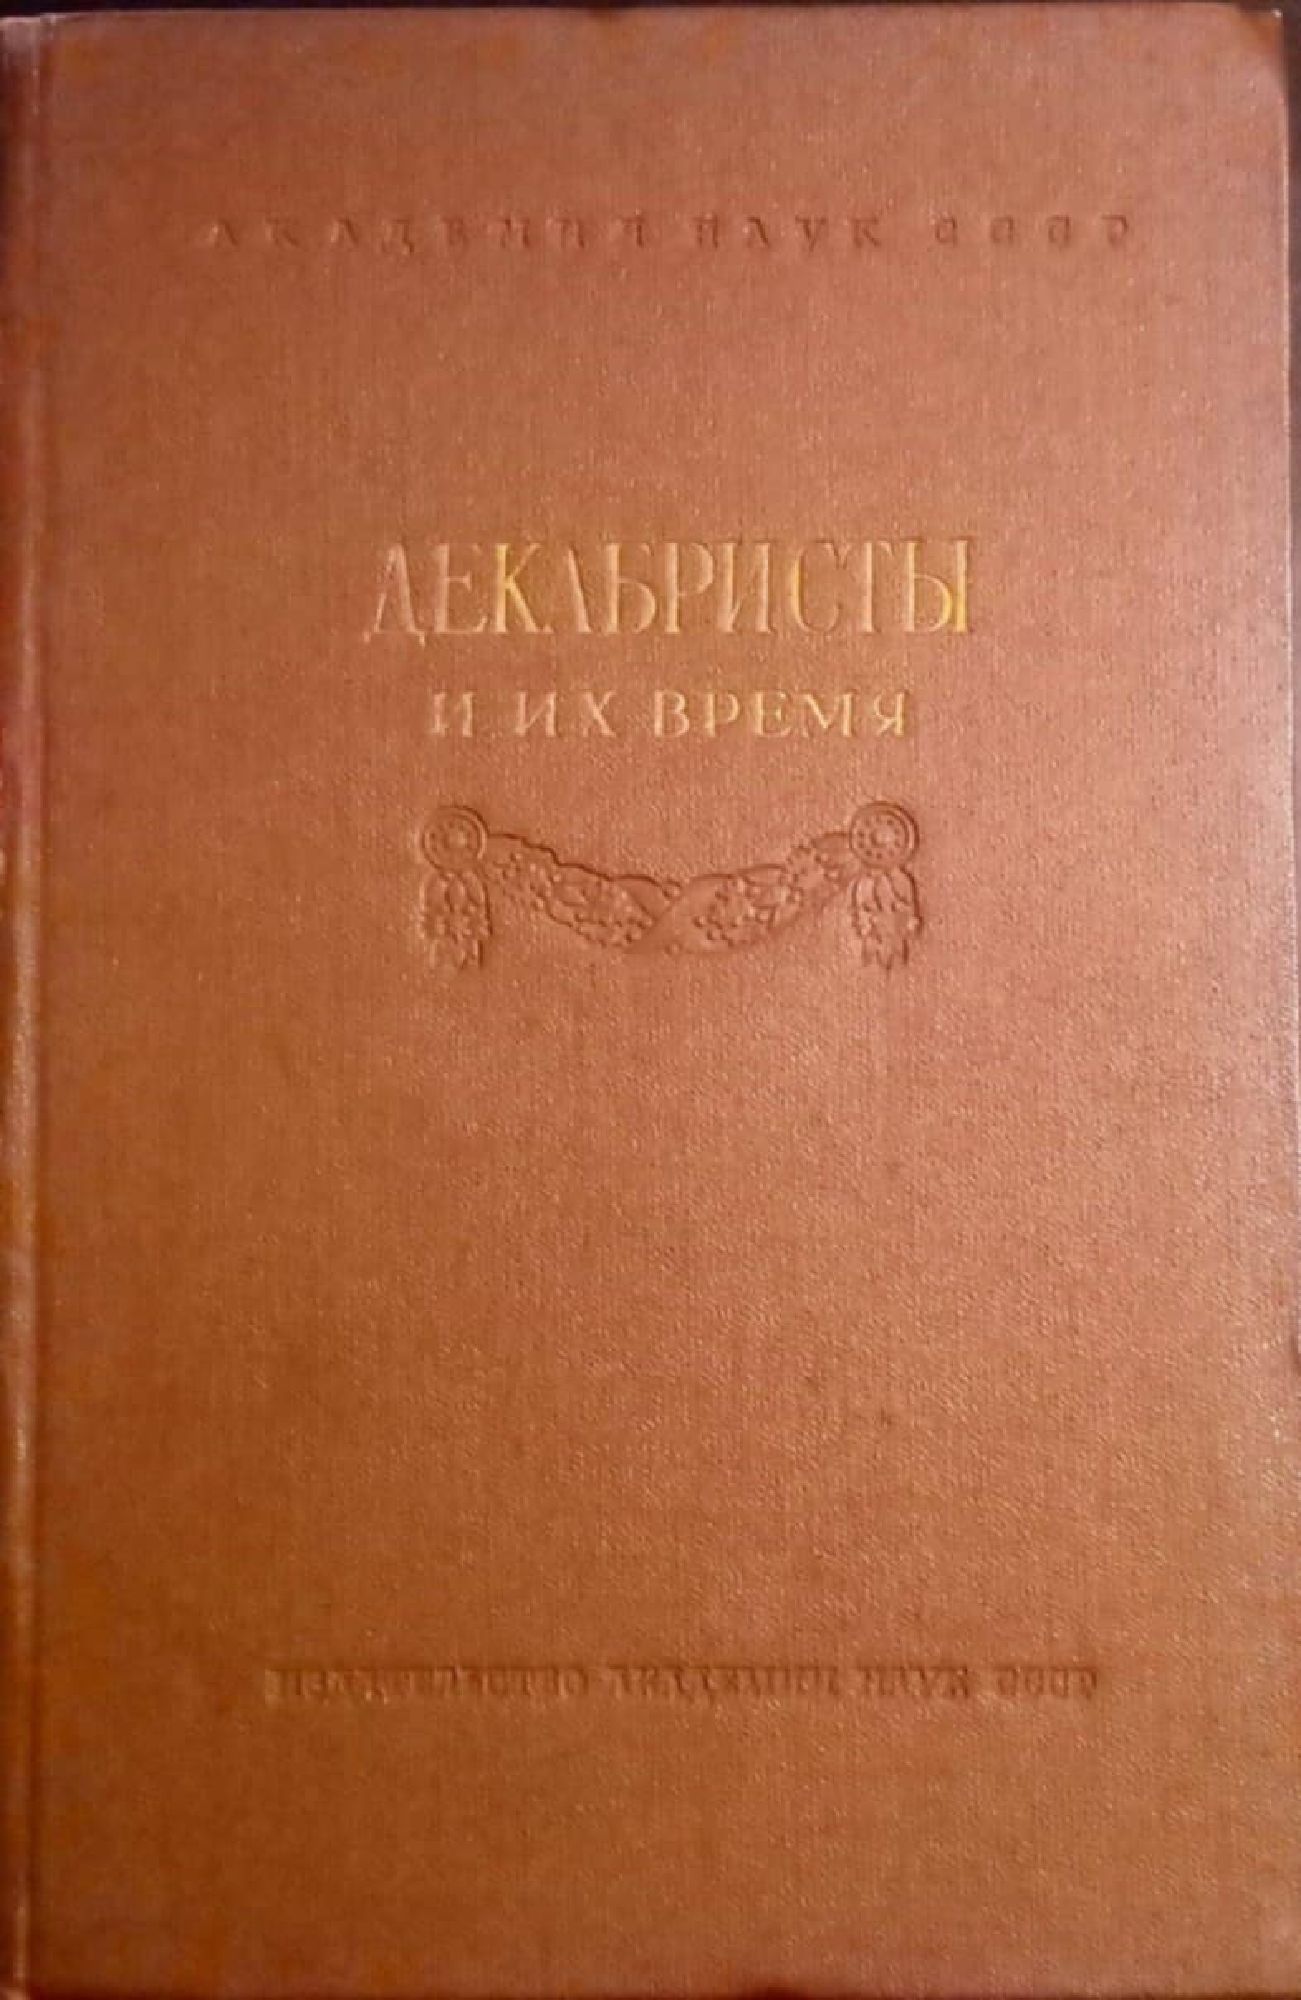 АКАДЕМИЯ НАУК СССР
ДЕКАБРИСТЫ
И ИХ ВРЕМЯ
ИЗДАТЕЛЬСТВО АКАДЕМИИ НАУК СССР